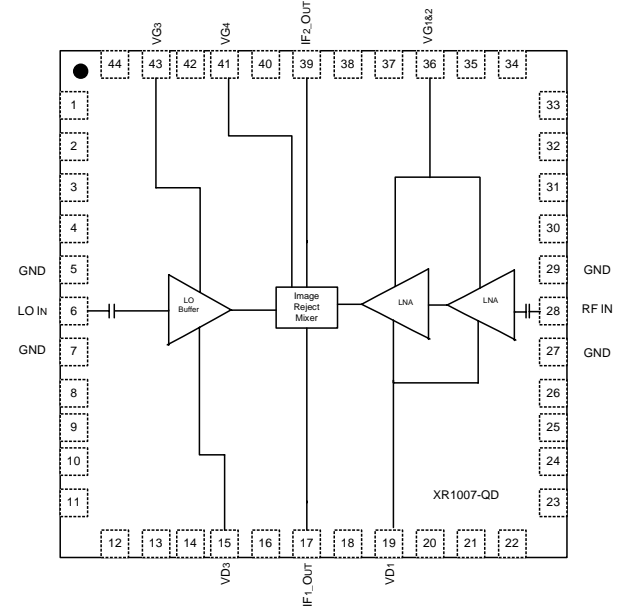 VG3
VG4
IF2_OUT
VG1&2
44
43
42
41
40
39
38
37
36
35
34
1
33
2
32
3
31
4
30
GND
5
29
GND
LO IN
6
LO
Buffer
Image
Reject
Mixer
LNA
LNA
28
RF IN
GND
7
27
GND
8
26
9
25
10
24
11
XR1007-QD
23
12
13
14
15
16
17
18
19
20
21
22
VD3
IF1_OUT
VD1